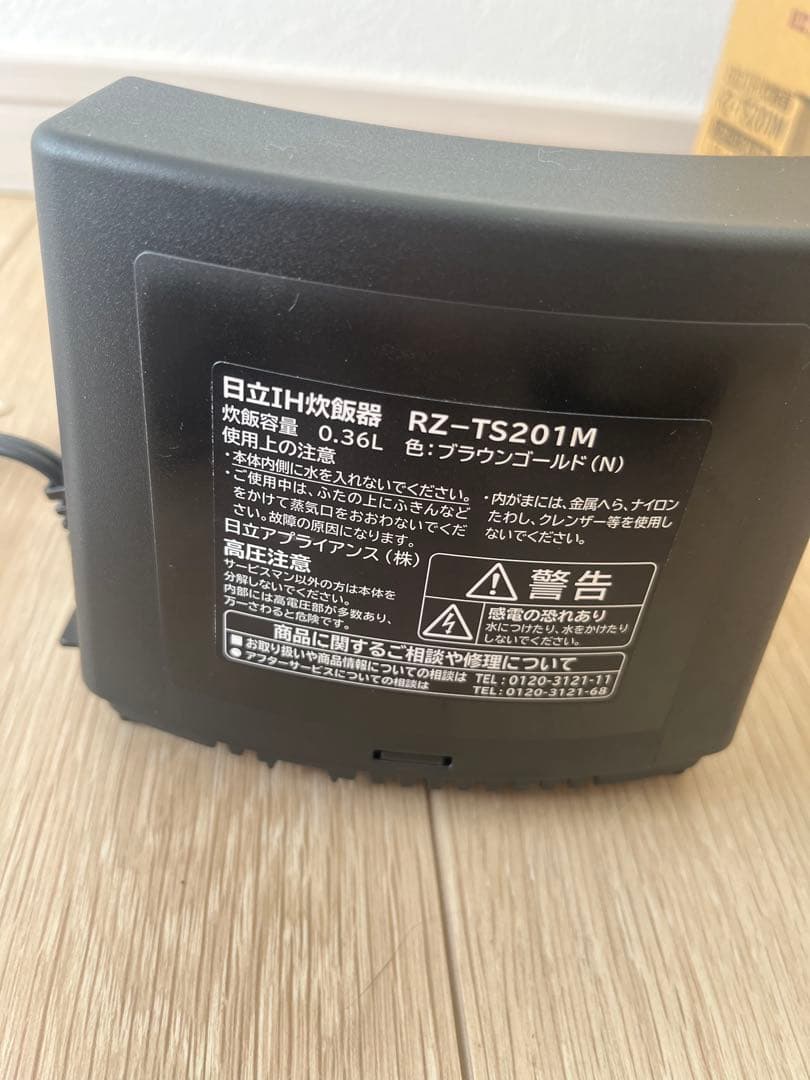 日立IH炊飯器 RZ-TS201M
炊飯容量 0.36L 色：ブラウンゴールド(N)
使用上の注意
・本体内側に水を入れないでください。
・ご使用中は、ふたの上にふきんなど
をかけて蒸気口をおおわないでくだ
さい。故障の原因になります。
・内がまには、金属へら、ナイロン
たわし、クレンザー等を使用し
ないでください。
日立アプライアンス(株)
高圧注意
サービスマン以外の方は本体を
分解しないでください。
内部には高電圧部が多数あり、
万一さわると危険です。
警告
感電の恐れあり
水につけたり、水をかけたり
しないでください。
商品に関するご相談や修理について
■お取り扱いや商品情報についての相談は TEL：0120-3121-11
●アフターサービスについての相談は TEL：0120-3121-68